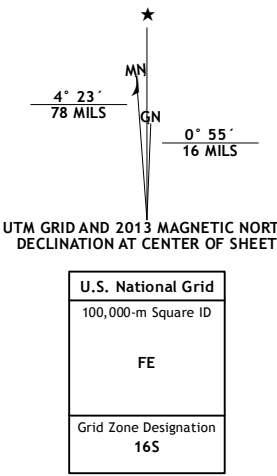 MN
GN
4° 23´
78 MILS
0° 55´
16 MILS
UTM GRID AND 2013 MAGNETIC NORT
DECLINATION AT CENTER OF SHEET
U.S. National Grid
100,000-m Square ID
FE
Grid Zone Designation
16S